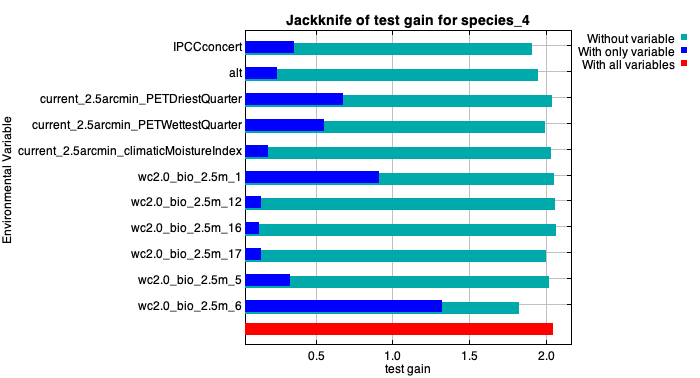 Jackknife of test gain for species_4
Without variable
With only variable
With all variables
Environmental Variable
IPCCconcert
alt
current_2.5arcmin_PETDriestQuarter
current_2.5arcmin_PETWettestQuarter
current_2.5arcmin_climaticMoistureIndex
wc2.0_bio_2.5m_1
wc2.0_bio_2.5m_12
wc2.0_bio_2.5m_16
wc2.0_bio_2.5m_17
wc2.0_bio_2.5m_5
wc2.0_bio_2.5m_6
0.5 1.0 1.5 2.0
test gain